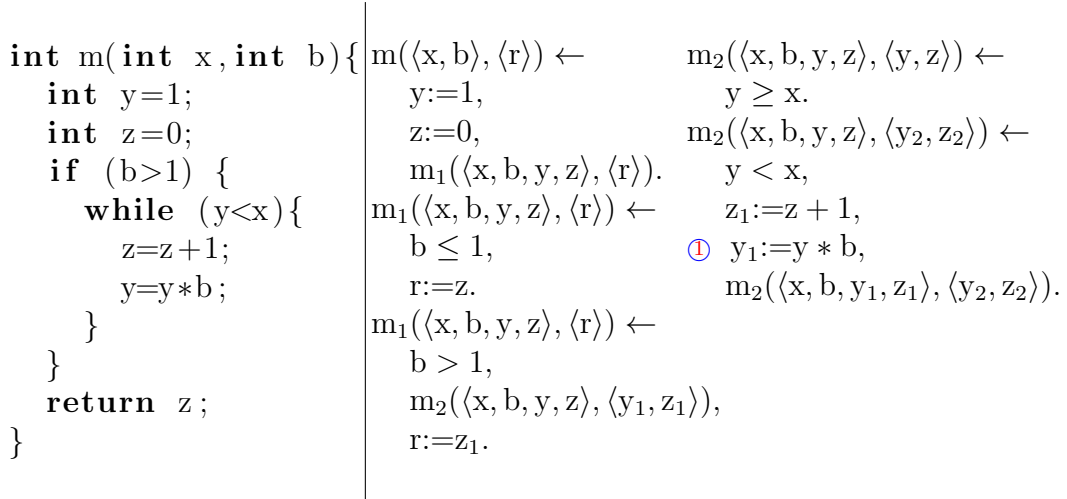 int m(int x, int b){
int y=1;
int z=0;
if (b>1) {
while (y<x){
z=z+1;
y=y*b;
}
}
return z;
}
m(⟨x, b⟩, ⟨r⟩) ←
y:=1,
z:=0,
m₁(⟨x, b, y, z⟩, ⟨r⟩).
m₁(⟨x, b, y, z⟩, ⟨r⟩) ←
b ≤ 1,
r:=z.
m₁(⟨x, b, y, z⟩, ⟨r⟩) ←
b > 1,
m₂(⟨x, b, y, z⟩, ⟨y₁, z₁⟩),
r:=z₁.
m₂(⟨x, b, y, z⟩, ⟨y, z⟩) ←
y ≥ x.
m₂(⟨x, b, y, z⟩, ⟨y₂, z₂⟩) ←
y < x,
z₁:=z + 1,
① y₁:=y ∗ b,
m₂(⟨x, b, y₁, z₁⟩, ⟨y₂, z₂⟩).